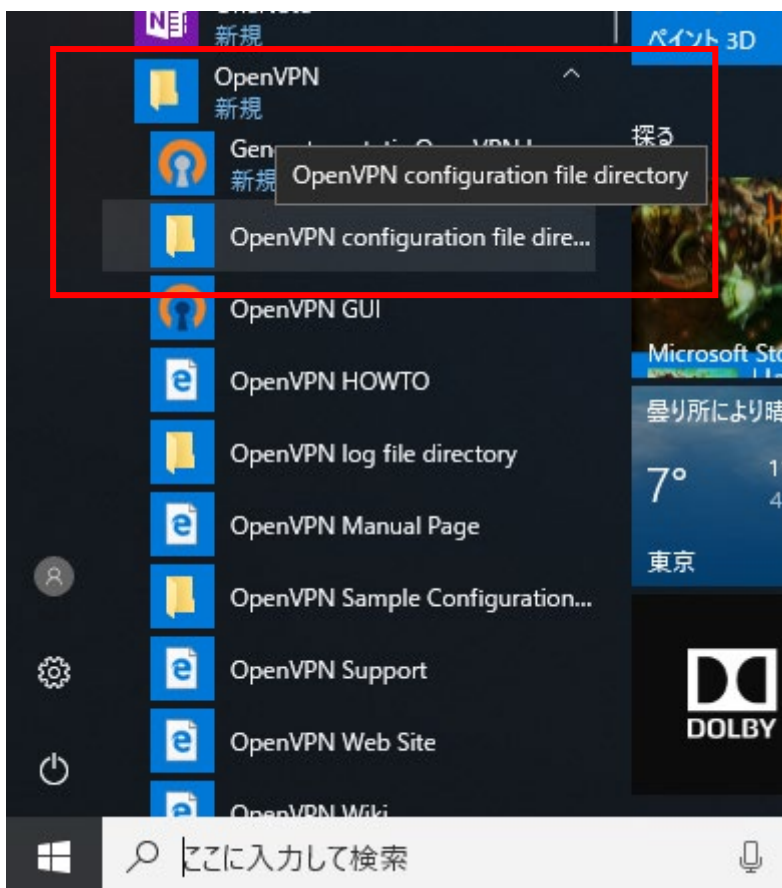 新規
ペイント 3D
OpenVPN
新規
探る
新規
OpenVPN configuration file directory
OpenVPN configuration file dire...
OpenVPN GUI
Microsoft
OpenVPN HOWTO
曇り所により晴
OpenVPN log file directory
7°
OpenVPN Manual Page
東京
OpenVPN Sample Configuration...
OpenVPN Support
DOLBY
OpenVPN Web Site
OpenVPN Wiki
ここに入力して検索